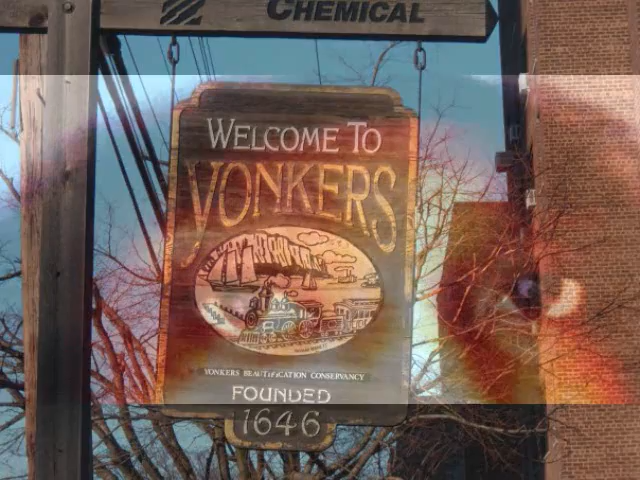 CHEMICAL
WELCOME TO
YONKERS
YONKERS BEAUTIFICATION CONSERVANCY
FOUNDED
1646